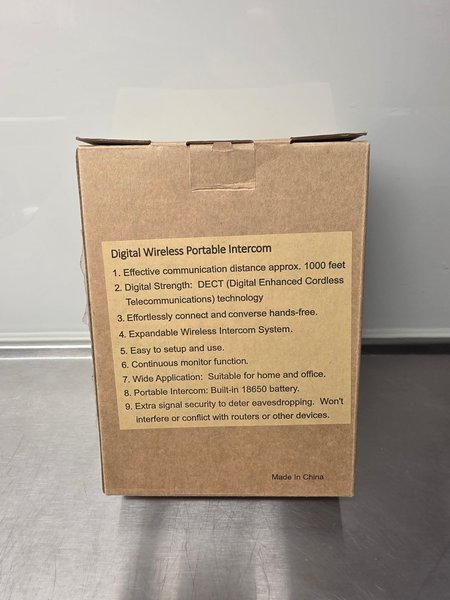 Digital Wireless Portable Intercom
1. Effective communication distance approx. 1000 feet
2. Digital Strength: DECT (Digital Enhanced Cordless
Telecommunications) technology
3. Effortlessly connect and converse hands-free.
4. Expandable Wireless Intercom System.
5. Easy to setup and use.
6. Continuous monitor function.
7. Wide Application: Suitable for home and office.
8. Portable Intercom: Built-in 18650 battery.
9. Extra signal security to deter eavesdropping. Won't
interfere or conflict with routers or other devices.
Made in China